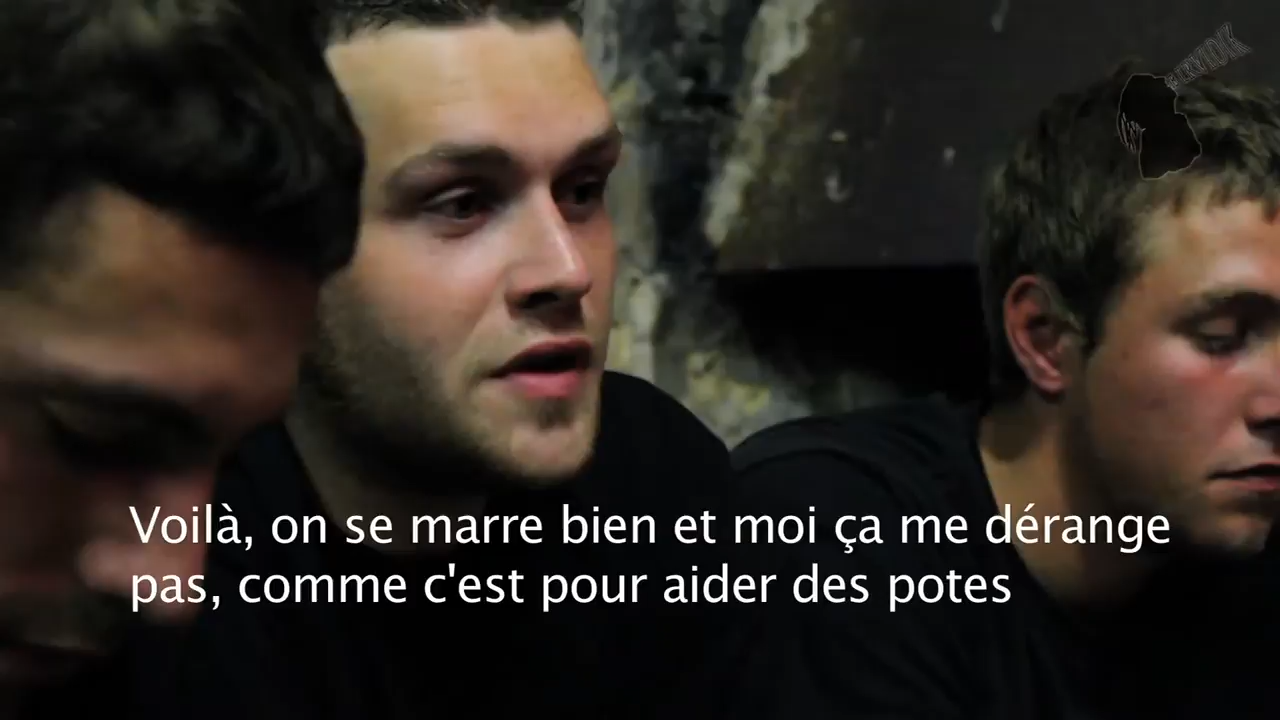 Voilà, on se marre bien et moi ça me dérange
pas, comme c'est pour aider des potes